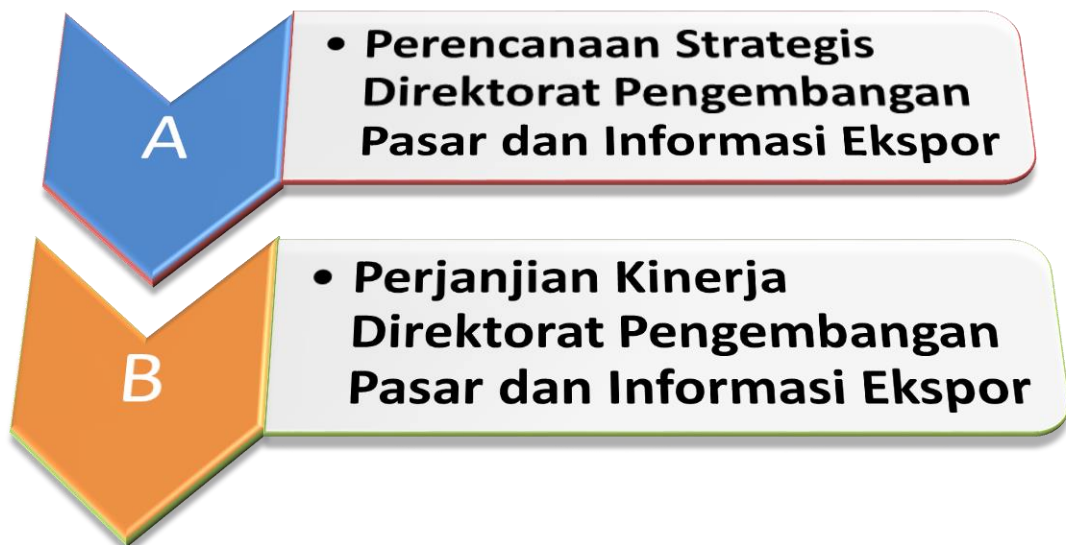 A
• Perencanaan Strategis
Direktorat Pengembangan
Pasar dan Informasi Ekspor
B
• Perjanjian Kinerja
Direktorat Pengembangan
Pasar dan Informasi Ekspor